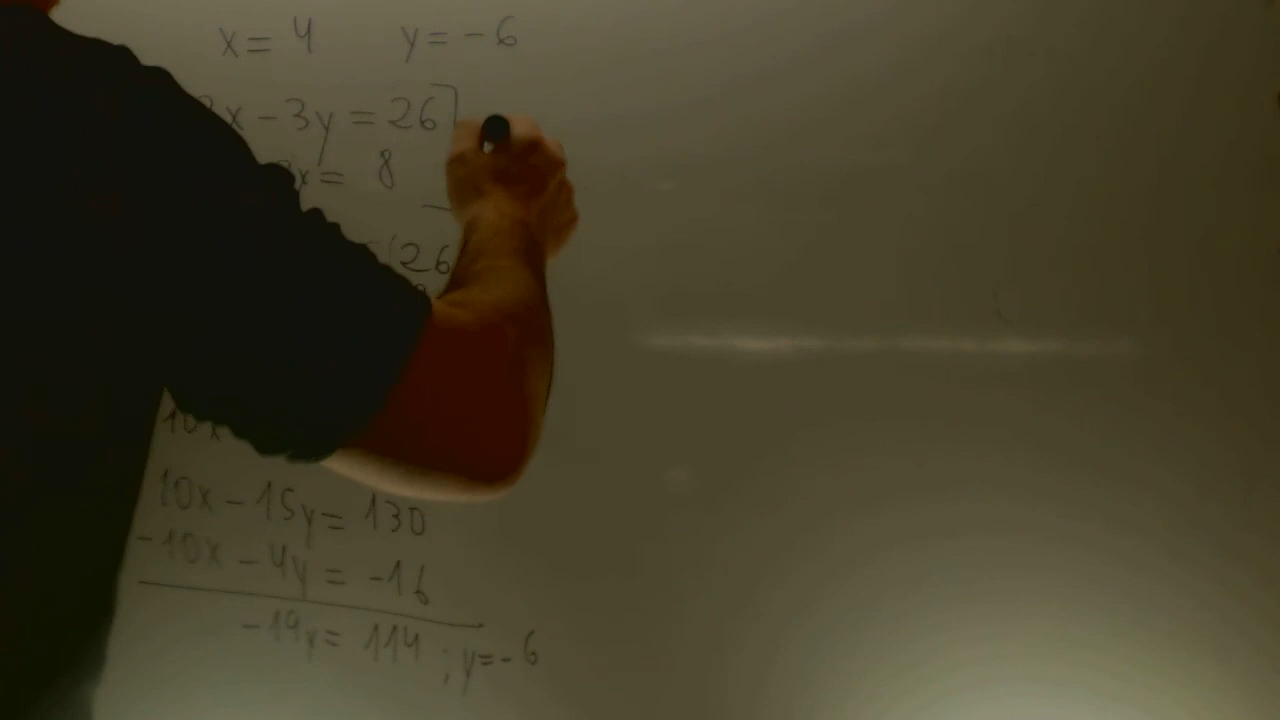 x = 4 y = -6
x - 3y = 26
x = 8
(26
10x
10x - 15y = 130
-10x - 4y = -16
-19y = 114 ; y = -6